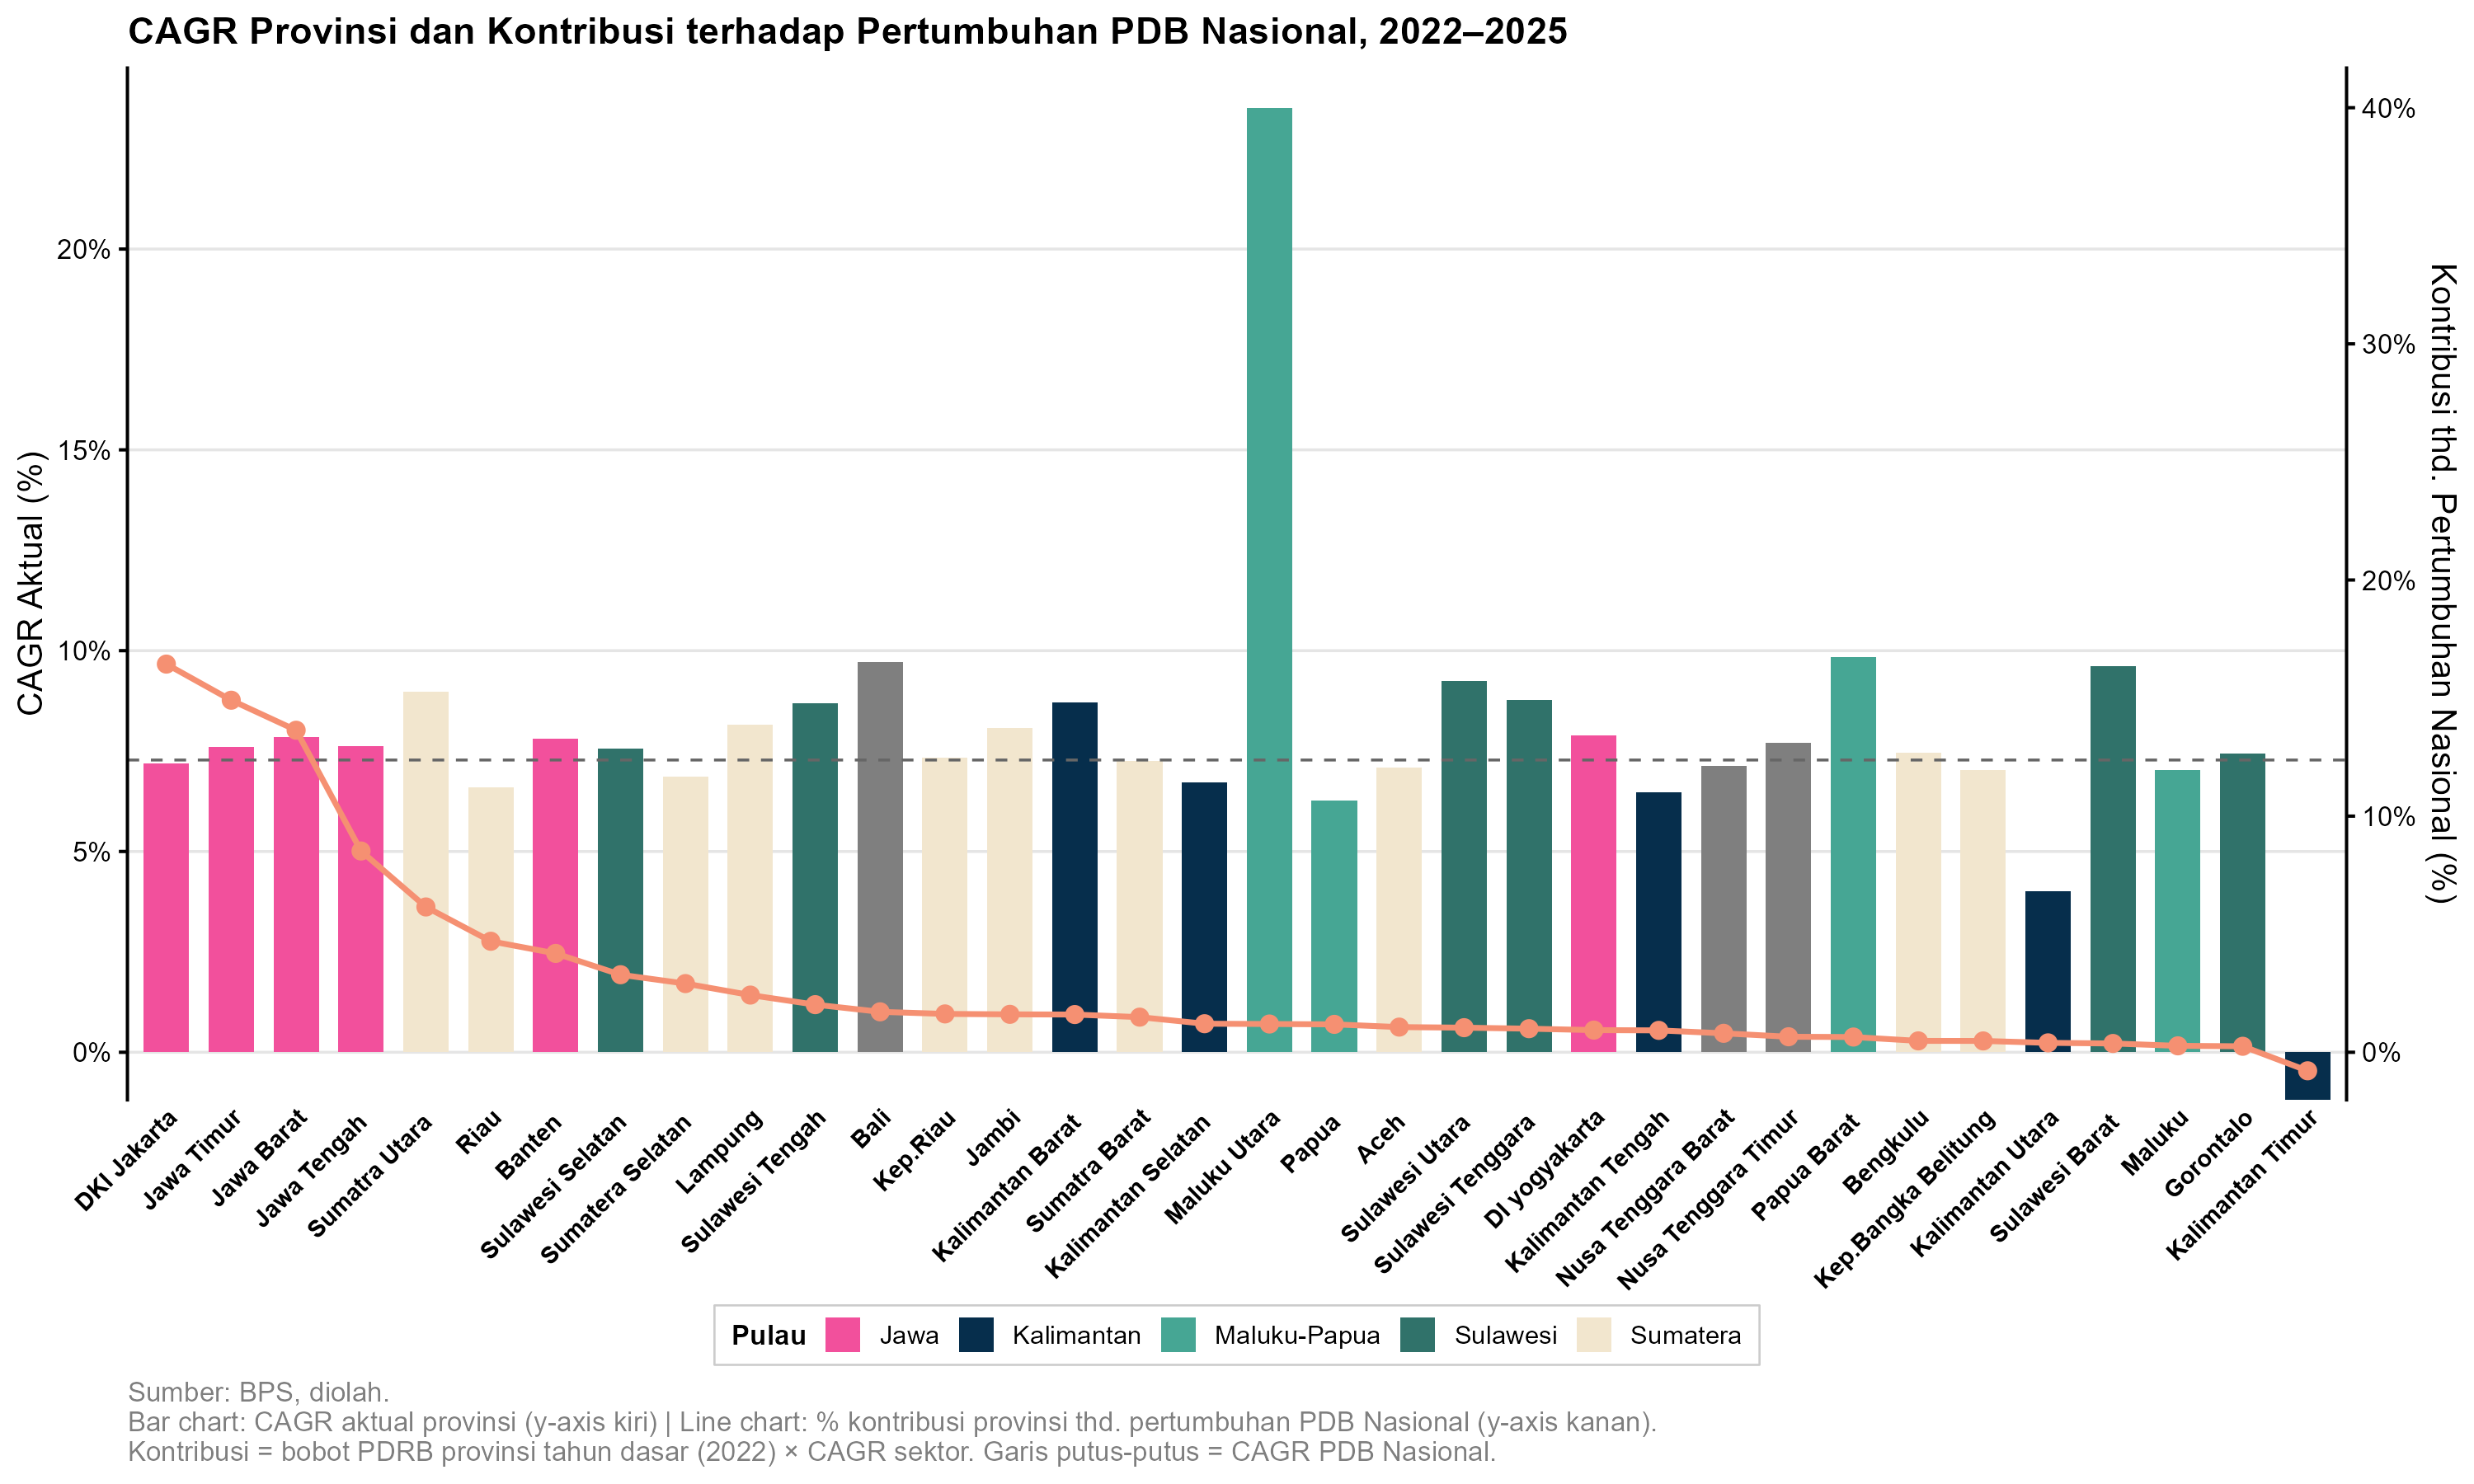 CAGR Provinsi dan Kontribusi terhadap Pertumbuhan PDB Nasional, 2022–2025
CAGR Aktual (%)
20%
15%
10%
5%
0%
40%
30%
20%
10%
0%
Kontribusi thd. Pertumbuhan Nasional (%)
DKI Jakarta
Jawa Timur
Jawa Barat
Jawa Tengah
Sumatra Utara
Riau
Banten
Sulawesi Selatan
Sumatera Selatan
Lampung
Sulawesi Tengah
Bali
Kep.Riau
Jambi
Kalimantan Barat
Sumatra Barat
Kalimantan Selatan
Maluku Utara
Papua
Aceh
Sulawesi Utara
Sulawesi Tenggara
DI yogyakarta
Kalimantan Tengah
Nusa Tenggara Barat
Nusa Tenggara Timur
Papua Barat
Bengkulu
Kep.Bangka Belitung
Kalimantan Utara
Sulawesi Barat
Maluku
Gorontalo
Kalimantan Timur
Pulau Jawa Kalimantan Maluku-Papua Sulawesi Sumatera
Sumber: BPS, diolah.
Bar chart: CAGR aktual provinsi (y-axis kiri) | Line chart: % kontribusi provinsi thd. pertumbuhan PDB Nasional (y-axis kanan).
Kontribusi = bobot PDRB provinsi tahun dasar (2022) × CAGR sektor. Garis putus-putus = CAGR PDB Nasional.